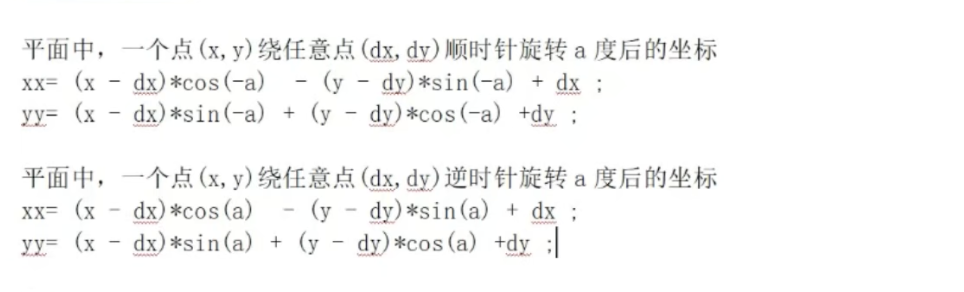 平面中，一个点(x,y)绕任意点(dx,dy)顺时针旋转 a 度后的坐标
xx= (x - dx)*cos(-a)  - (y - dy)*sin(-a) + dx ;
yy= (x - dx)*sin(-a) + (y - dy)*cos(-a) +dy ;
平面中，一个点(x,y)绕任意点(dx,dy)逆时针旋转 a 度后的坐标
xx= (x - dx)*cos(a)  - (y - dy)*sin(a) + dx ;
yy= (x - dx)*sin(a) + (y - dy)*cos(a) +dy ;